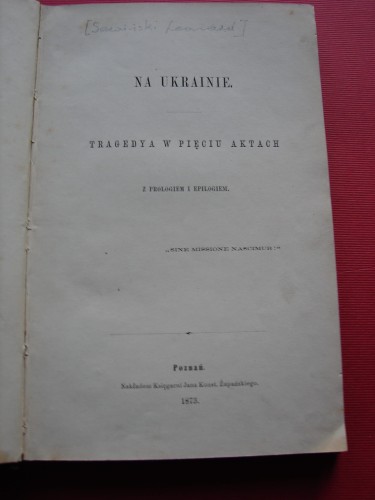 NA UKRAINIE.
TRAGEDYA W PIĘCIU AKTACH
Z PROLOGIEM I EPILOGIEM.
„SINE MISSIONE NASCIMUR!"
Poznań.
Nakładem Księgarni Jana Konst. Żupańskiego.
1873.